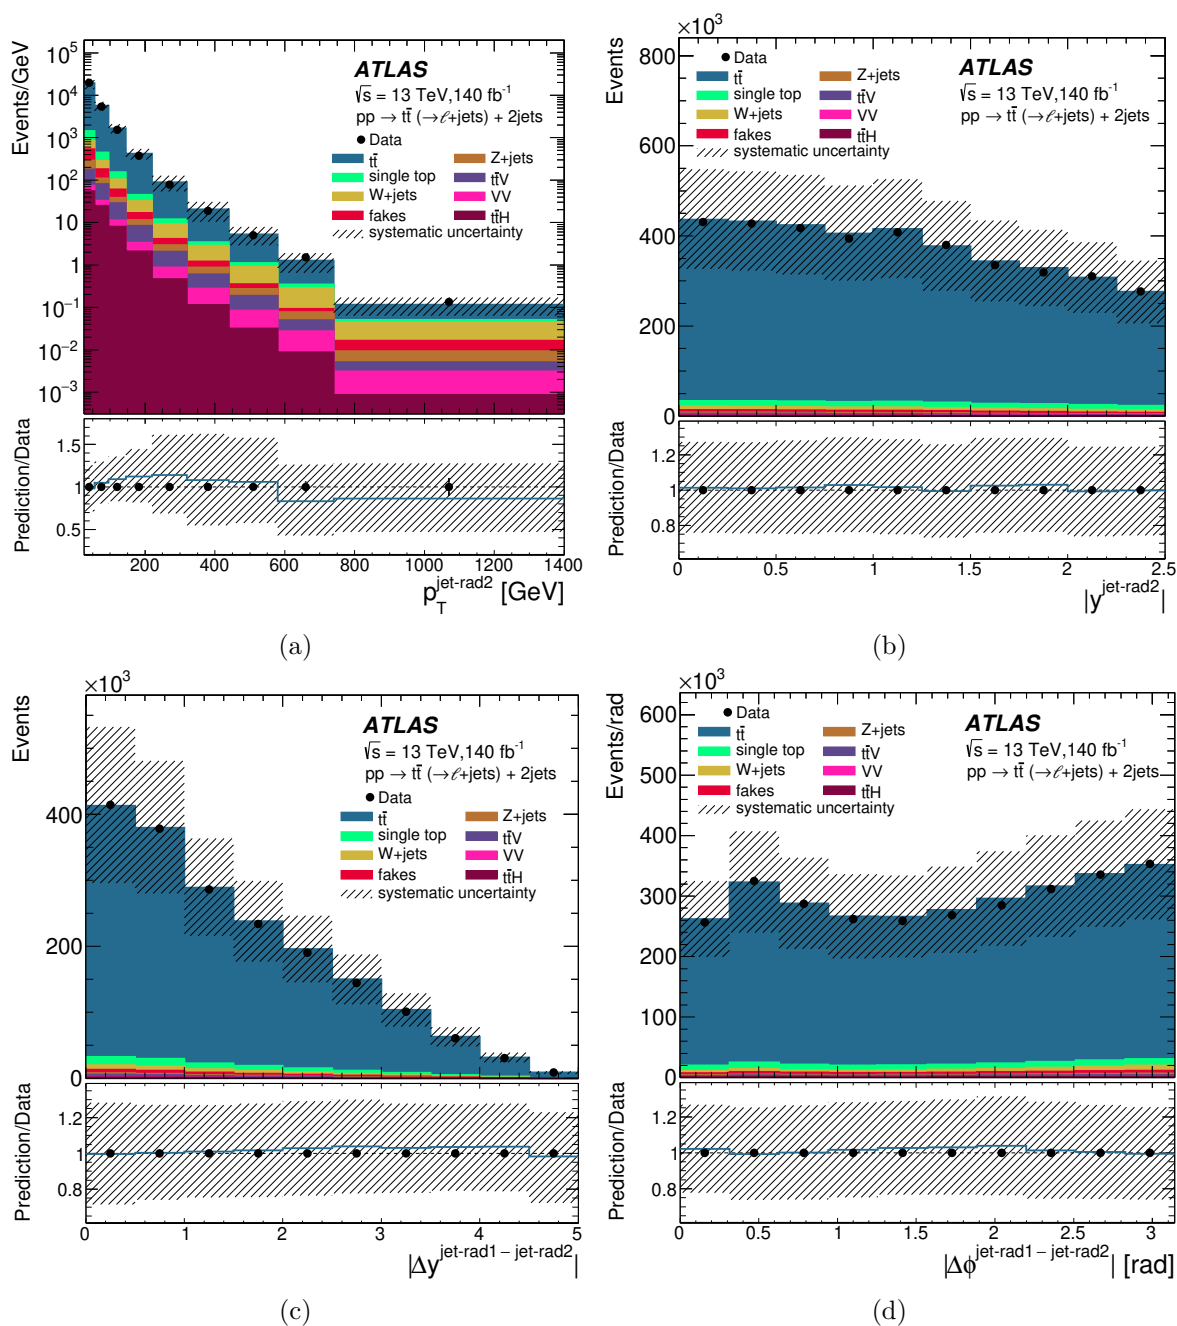 Events/GeV
10⁵
10⁴
10³
10²
10
1
10⁻¹
10⁻²
10⁻³
ATLAS
√s = 13 TeV,140 fb⁻¹
pp → tt̄ (→ℓ+jets) + 2jets
Data
tt̄ Z+jets
single top tt̄V
W+jets VV
fakes tt̄H
systematic uncertainty
Prediction/Data
1.5
1
0.5
200 400 600 800 1000 1200 1400
p_T^jet-rad2 [GeV]
(a)
×10³
Events
800
600
400
200
0
Data
tt̄ Z+jets
single top tt̄V
W+jets VV
fakes tt̄H
systematic uncertainty
ATLAS
√s = 13 TeV,140 fb⁻¹
pp → tt̄ (→ℓ+jets) + 2jets
Prediction/Data
1.2
1
0.8
0 0.5 1 1.5 2 2.5
|y^jet-rad2|
(b)
×10³
Events
400
200
0
ATLAS
√s = 13 TeV,140 fb⁻¹
pp → tt̄ (→ℓ+jets) + 2jets
Data
tt̄ Z+jets
single top tt̄V
W+jets VV
fakes tt̄H
systematic uncertainty
Prediction/Data
1.2
1
0.8
0 1 2 3 4 5
|Δy^jet-rad1 − jet-rad2|
(c)
×10³
Events/rad
600
500
400
300
200
100
0
Data
tt̄ Z+jets
single top tt̄V
W+jets VV
fakes tt̄H
systematic uncertainty
ATLAS
√s = 13 TeV,140 fb⁻¹
pp → tt̄ (→ℓ+jets) + 2jets
Prediction/Data
1.2
1
0.8
0 0.5 1 1.5 2 2.5 3
|Δϕ^jet-rad1 − jet-rad2| [rad]
(d)